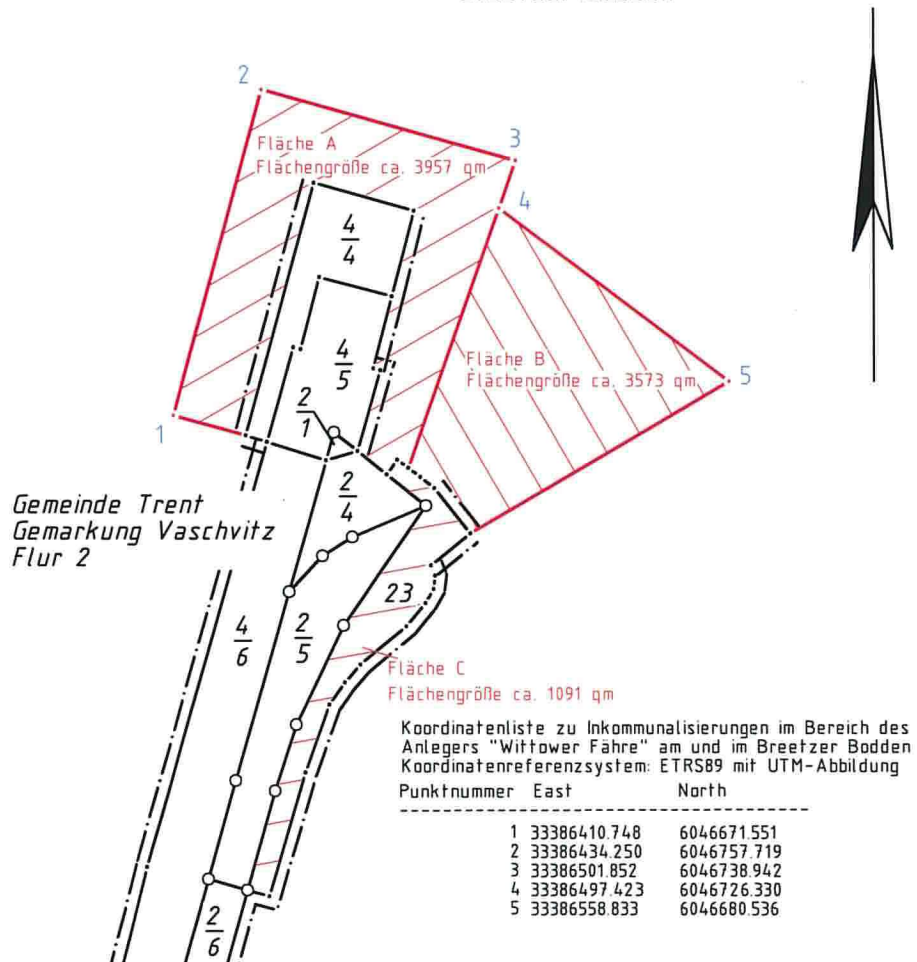 2
3
Fläche A
Flächengröße ca. 3957 qm
4
4
4
Fläche B
Flächengröße ca. 3573 qm
5
4
5
2
1
1
2
4
Gemeinde Trent
Gemarkung Vaschvitz
Flur 2
23
4
6
2
5
Fläche C
Flächengröße ca. 1091 qm
Koordinatenliste zu Inkommunalisierungen im Bereich des
Anlegers "Wittower Fähre" am und im Breetzer Bodden
Koordinatenreferenzsystem: ETRS89 mit UTM-Abbildung
Punktnummer East North
1 33386410.748 6046671.551
2 33386434.250 6046757.719
3 33386501.852 6046738.942
4 33386497.423 6046726.330
5 33386558.833 6046680.536
2
6